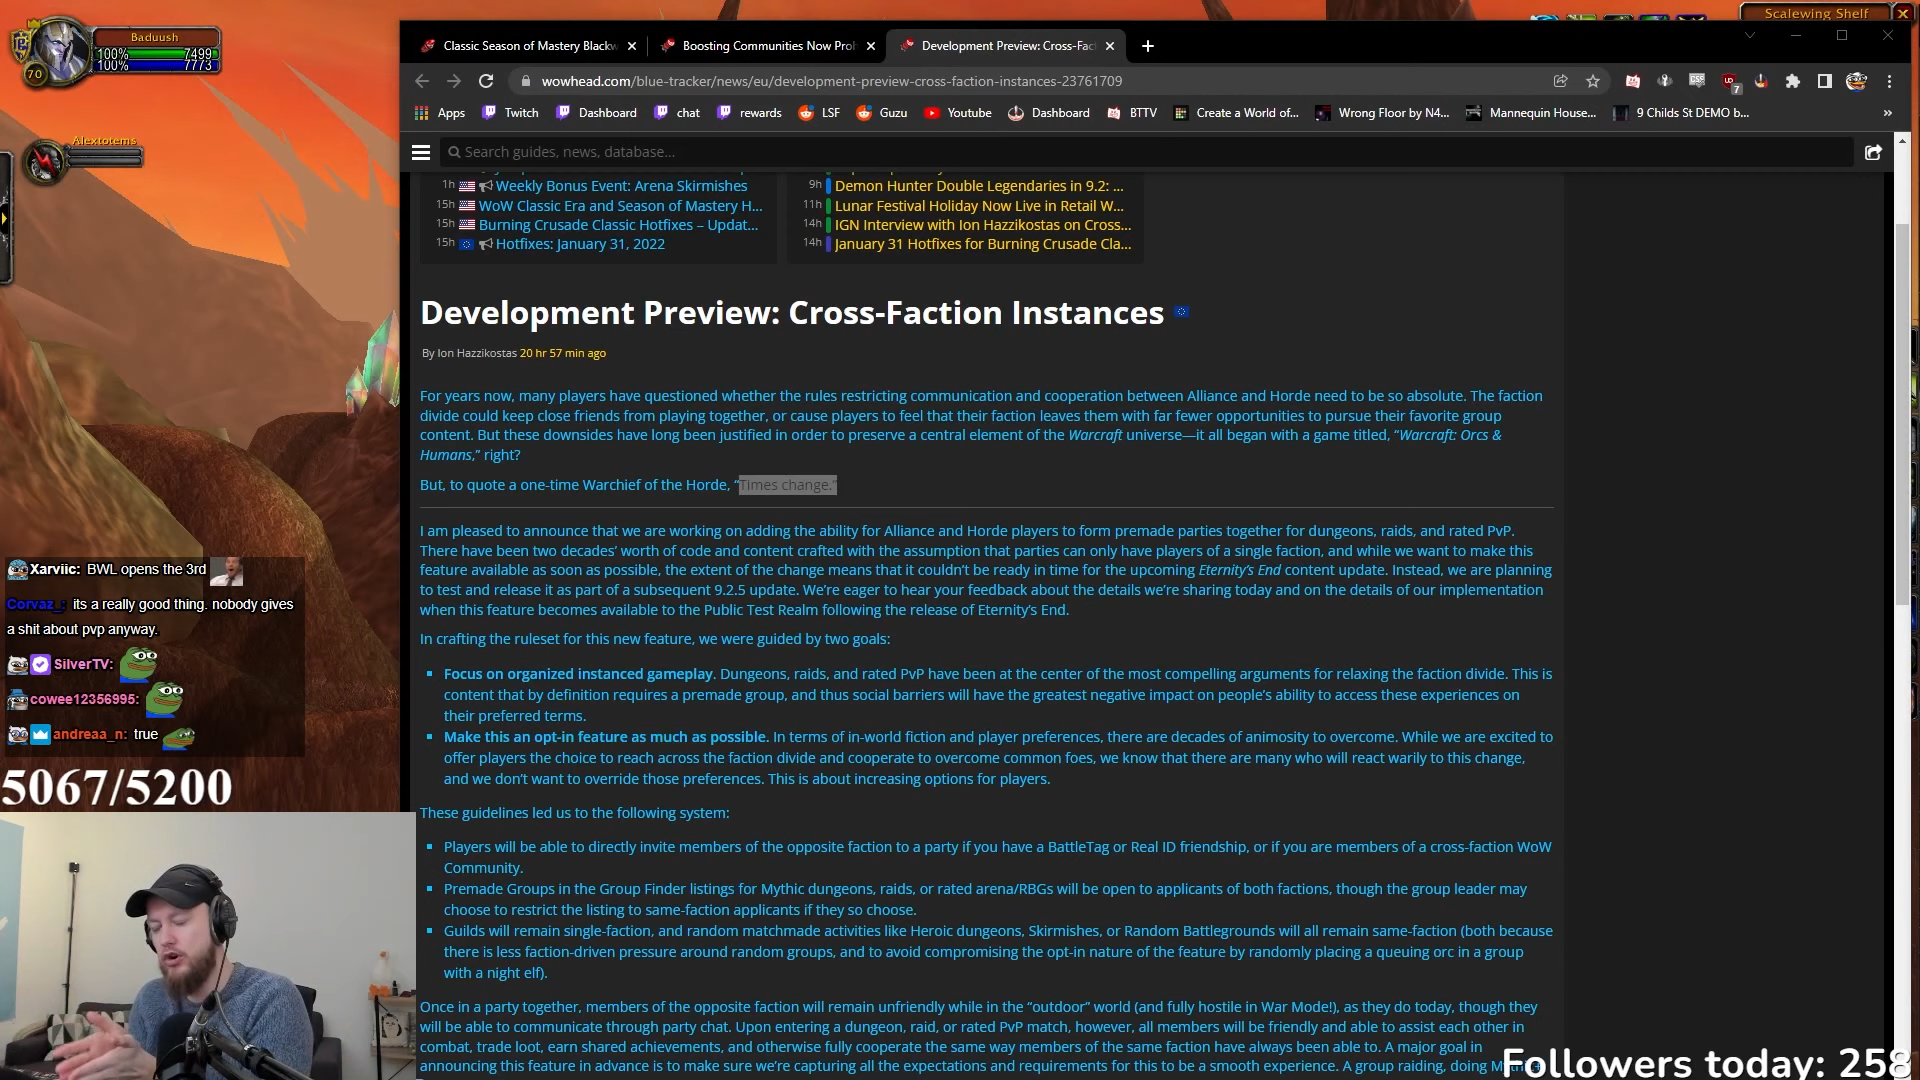 Baduush
100% 7499
100% 7773
70
Alextotems
Scalewing Shelf
Classic Season of Mastery Blackw
Boosting Communities Now Proh
Development Preview: Cross-Fac
wowhead.com/blue-tracker/news/eu/development-preview-cross-faction-instances-23761709
7
Apps
Twitch
Dashboard
chat
rewards
LSF
Guzu
Youtube
Dashboard
BTTV
Create a World of...
Wrong Floor by N4...
Mannequin House...
9 Childs St DEMO b...
»
Search guides, news, database...
1h Weekly Bonus Event: Arena Skirmishes
15h WoW Classic Era and Season of Mastery H...
15h Burning Crusade Classic Hotfixes – Updat...
15h Hotfixes: January 31, 2022
9h Demon Hunter Double Legendaries in 9.2: ...
11h Lunar Festival Holiday Now Live in Retail W...
14h IGN Interview with Ion Hazzikostas on Cross...
14h January 31 Hotfixes for Burning Crusade Cla...
Development Preview: Cross-Faction Instances
By Ion Hazzikostas 20 hr 57 min ago
For years now, many players have questioned whether the rules restricting communication and cooperation between Alliance and Horde need to be so absolute. The faction
divide could keep close friends from playing together, or cause players to feel that their faction leaves them with far fewer opportunities to pursue their favorite group
content. But these downsides have long been justified in order to preserve a central element of the Warcraft universe—it all began with a game titled, “Warcraft: Orcs &
Humans,” right?
But, to quote a one-time Warchief of the Horde, “Times change.”
I am pleased to announce that we are working on adding the ability for Alliance and Horde players to form premade parties together for dungeons, raids, and rated PvP.
There have been two decades’ worth of code and content crafted with the assumption that parties can only have players of a single faction, and while we want to make this
feature available as soon as possible, the extent of the change means that it couldn’t be ready in time for the upcoming Eternity’s End content update. Instead, we are planning
to test and release it as part of a subsequent 9.2.5 update. We’re eager to hear your feedback about the details we’re sharing today and on the details of our implementation
when this feature becomes available to the Public Test Realm following the release of Eternity’s End.
In crafting the ruleset for this new feature, we were guided by two goals:
Focus on organized instanced gameplay. Dungeons, raids, and rated PvP have been at the center of the most compelling arguments for relaxing the faction divide. This is
content that by definition requires a premade group, and thus social barriers will have the greatest negative impact on people’s ability to access these experiences on
their preferred terms.
Make this an opt-in feature as much as possible. In terms of in-world fiction and player preferences, there are decades of animosity to overcome. While we are excited to
offer players the choice to reach across the faction divide and cooperate to overcome common foes, we know that there are many who will react warily to this change,
and we don’t want to override those preferences. This is about increasing options for players.
These guidelines led us to the following system:
Players will be able to directly invite members of the opposite faction to a party if you have a BattleTag or Real ID friendship, or if you are members of a cross-faction WoW
Community.
Premade Groups in the Group Finder listings for Mythic dungeons, raids, or rated arena/RBGs will be open to applicants of both factions, though the group leader may
choose to restrict the listing to same-faction applicants if they so choose.
Guilds will remain single-faction, and random matchmade activities like Heroic dungeons, Skirmishes, or Random Battlegrounds will all remain same-faction (both because
there is less faction-driven pressure around random groups, and to avoid compromising the opt-in nature of the feature by randomly placing a queuing orc in a group
with a night elf).
Once in a party together, members of the opposite faction will remain unfriendly while in the “outdoor” world (and fully hostile in War Mode!), as they do today, though they
will be able to communicate through party chat. Upon entering a dungeon, raid, or rated PvP match, however, all members will be friendly and able to assist each other in
combat, trade loot, earn shared achievements, and otherwise fully cooperate the same way members of the same faction have always been able to. A major goal in
announcing this feature in advance is to make sure we’re capturing all the expectations and requirements for this to be a smooth experience. A group raiding, doing
Xarviic: BWL opens the 3rd
Corvaz_: its a really good thing. nobody gives
a shit about pvp anyway.
SilverTV:
cowee12356995:
andreaa_n: true
5067/5200
Followers today: 258